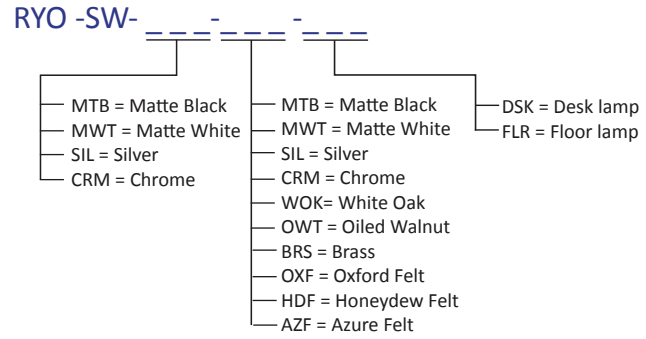 RYO -SW- _ _ _ - _ _ _ - _ _ _
MTB = Matte Black
MWT = Matte White
SIL = Silver
CRM = Chrome
MTB = Matte Black
MWT = Matte White
SIL = Silver
CRM = Chrome
WOK= White Oak
OWT = Oiled Walnut
BRS = Brass
OXF = Oxford Felt
HDF = Honeydew Felt
AZF = Azure Felt
DSK = Desk lamp
FLR = Floor lamp